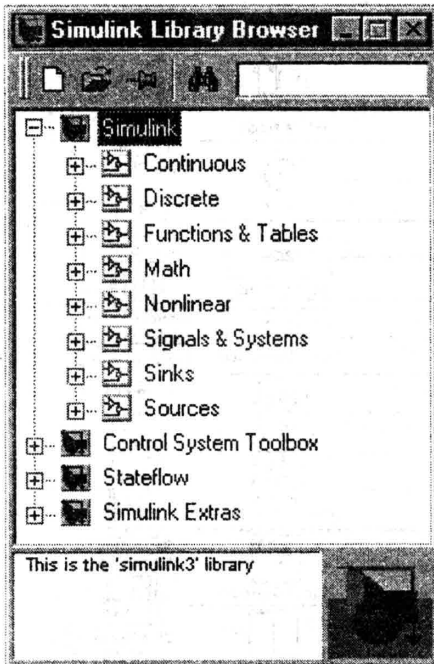 Simulink Library Browser
Simulink
Continuous
Discrete
Functions & Tables
Math
Nonlinear
Signals & Systems
Sinks
Sources
Control System Toolbox
Stateflow
Simulink Extras
This is the 'simulink3' library